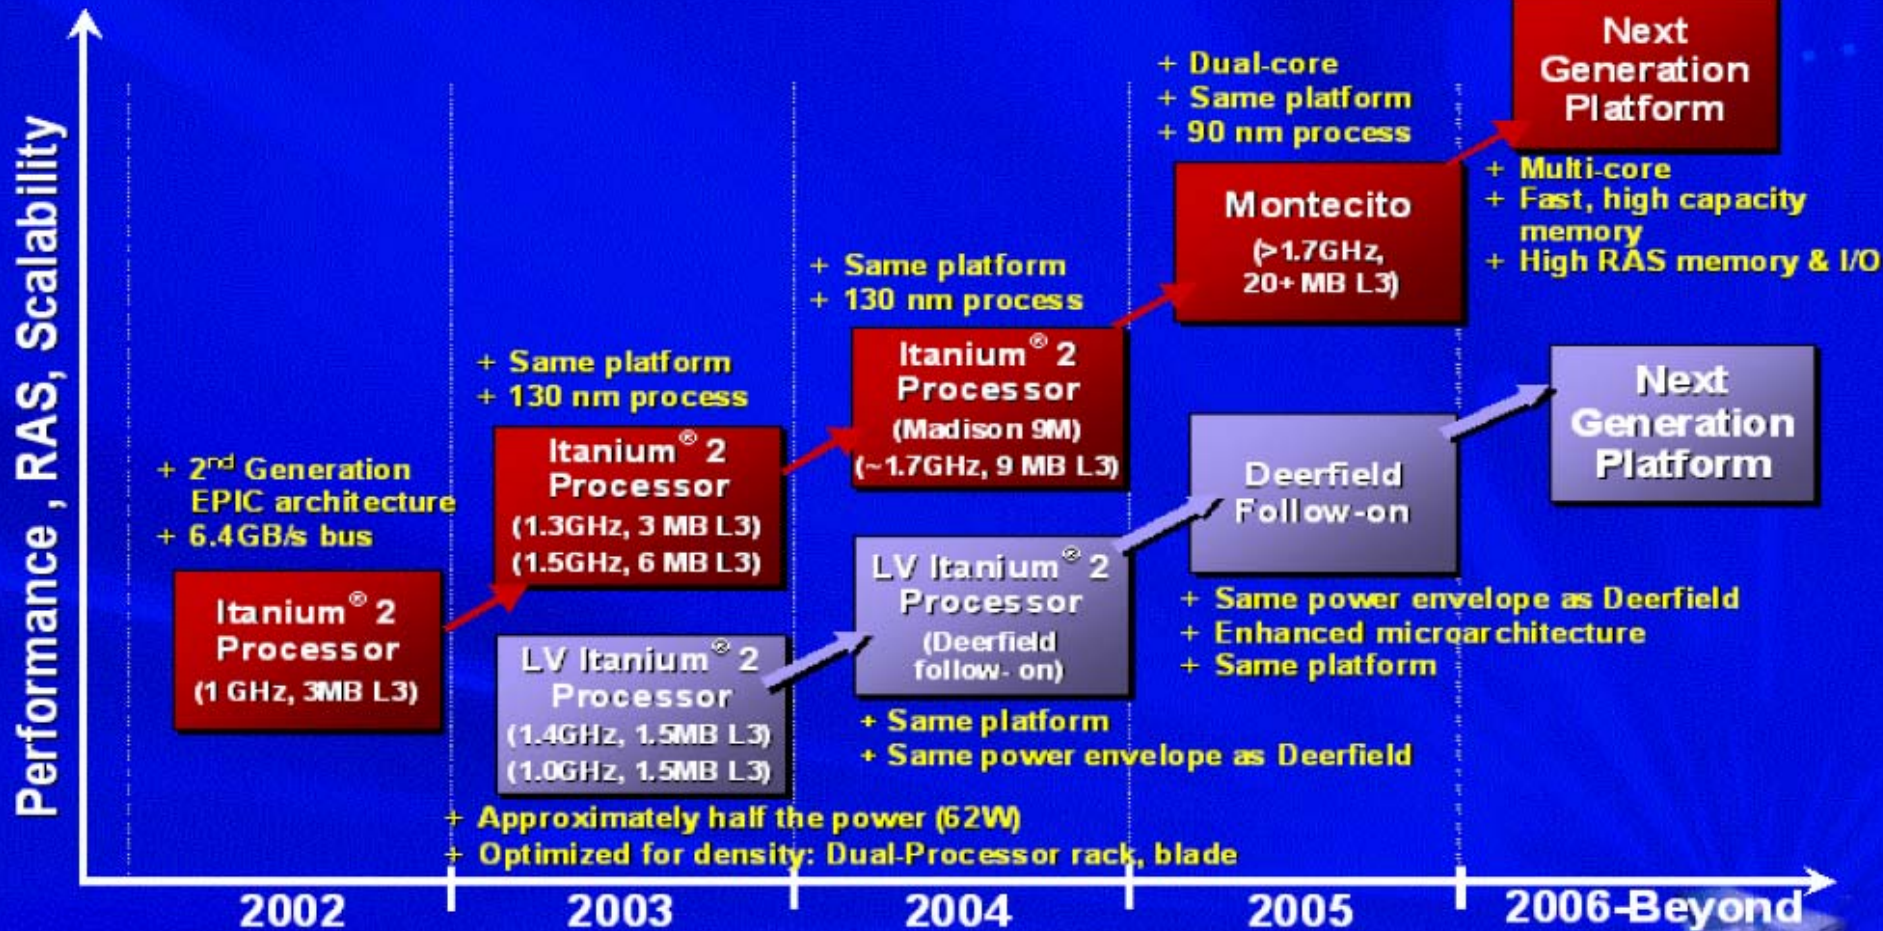 Performance , RAS, Scalability
+ 2nd Generation
EPIC architecture
+ 6.4GB/s bus
Itanium® 2
Processor
(1 GHz, 3MB L3)
+ Same platform
+ 130 nm process
Itanium® 2
Processor
(1.3GHz, 3 MB L3)
(1.5GHz, 6 MB L3)
LV Itanium® 2
Processor
(1.4GHz, 1.5MB L3)
(1.0GHz, 1.5MB L3)
+ Approximately half the power (62W)
+ Optimized for density: Dual-Processor rack, blade
+ Same platform
+ 130 nm process
Itanium® 2
Processor
(Madison 9M)
(~1.7GHz, 9 MB L3)
LV Itanium® 2
Processor
(Deerfield
follow- on)
+ Same platform
+ Same power envelope as Deerfield
+ Dual-core
+ Same platform
+ 90 nm process
Montecito
(>1.7GHz,
20+ MB L3)
Deerfield
Follow-on
+ Same power envelope as Deerfield
+ Enhanced microarchitecture
+ Same platform
Next
Generation
Platform
+ Multi-core
+ Fast, high capacity
memory
+ High RAS memory & I/O
Next
Generation
Platform
2002
2003
2004
2005
2006-Beyond